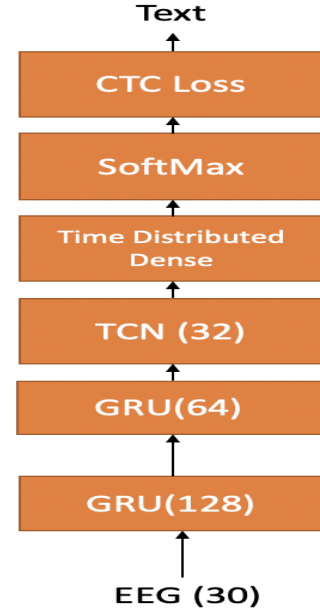 Text
CTC Loss
SoftMax
Time Distributed
Dense
TCN (32)
GRU(64)
GRU(128)
EEG (30)